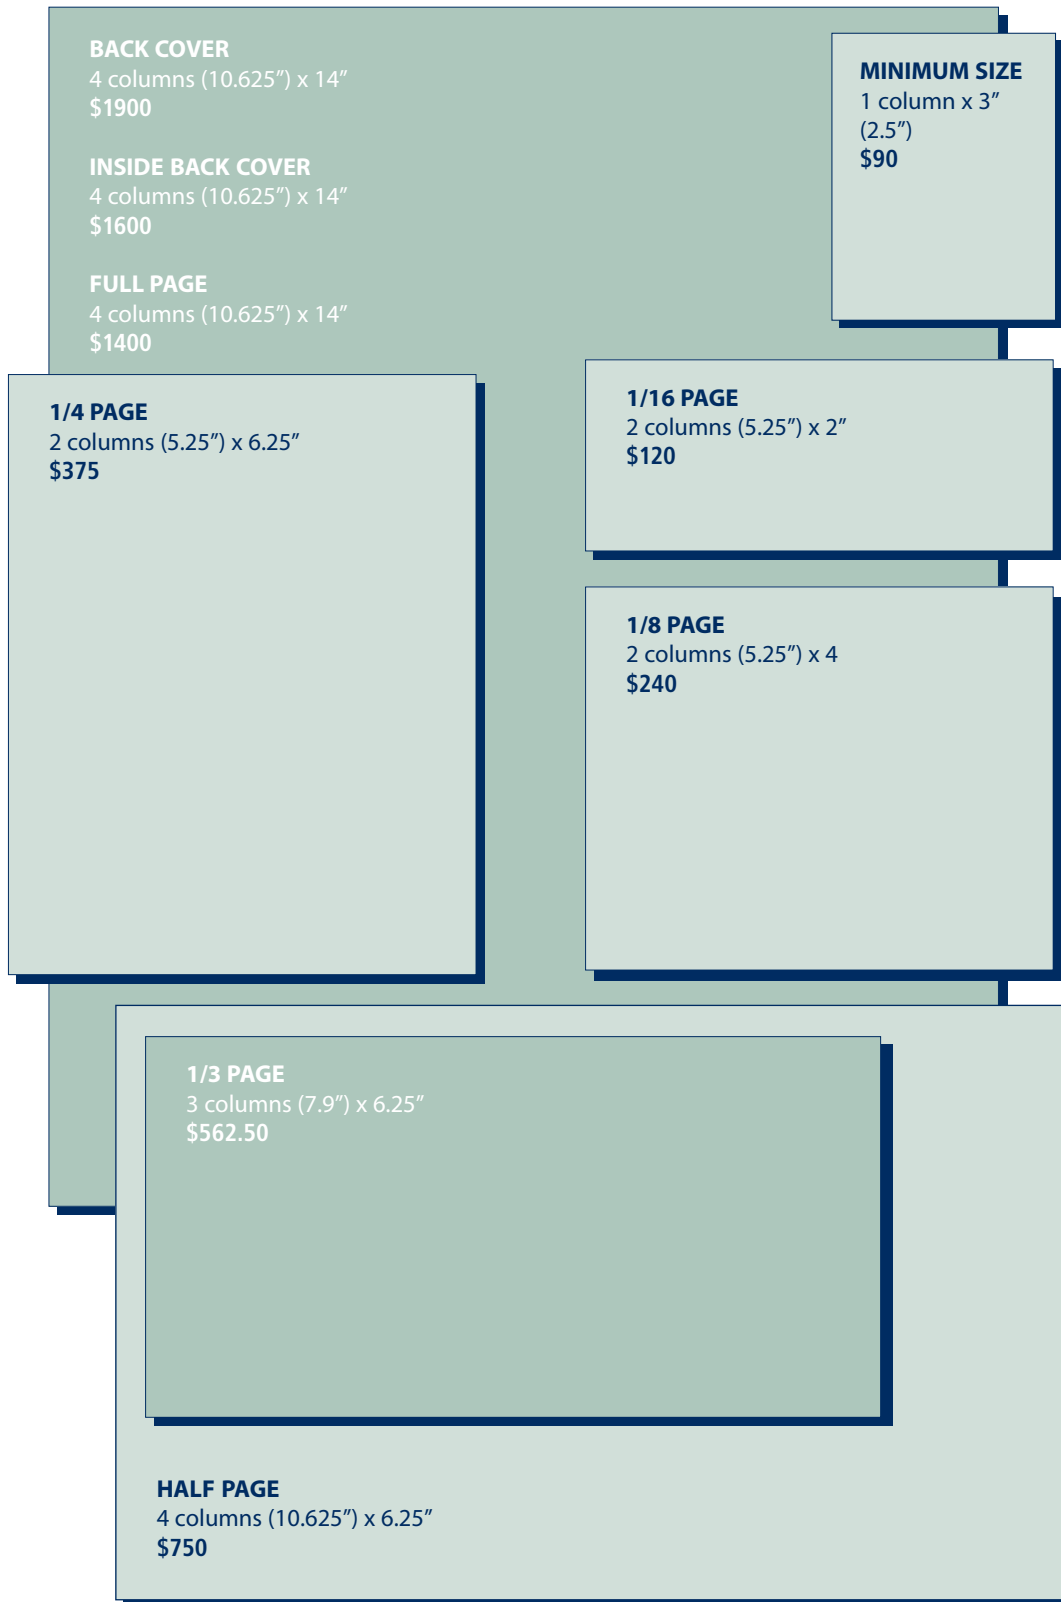 BACK COVER
4 columns (10.625”) x 14”
$1900
INSIDE BACK COVER
4 columns (10.625”) x 14”
$1600
FULL PAGE
4 columns (10.625”) x 14”
$1400
MINIMUM SIZE
1 column x 3”
(2.5”)
$90
1/4 PAGE
2 columns (5.25”) x 6.25”
$375
1/16 PAGE
2 columns (5.25”) x 2”
$120
1/8 PAGE
2 columns (5.25”) x 4
$240
1/3 PAGE
3 columns (7.9”) x 6.25”
$562.50
HALF PAGE
4 columns (10.625”) x 6.25”
$750